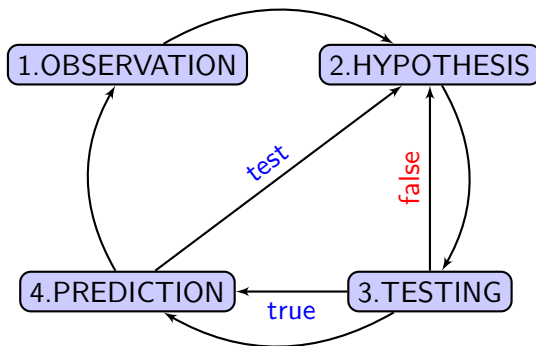 1.OBSERVATION
2.HYPOTHESIS
test
false
4.PREDICTION
3.TESTING
true